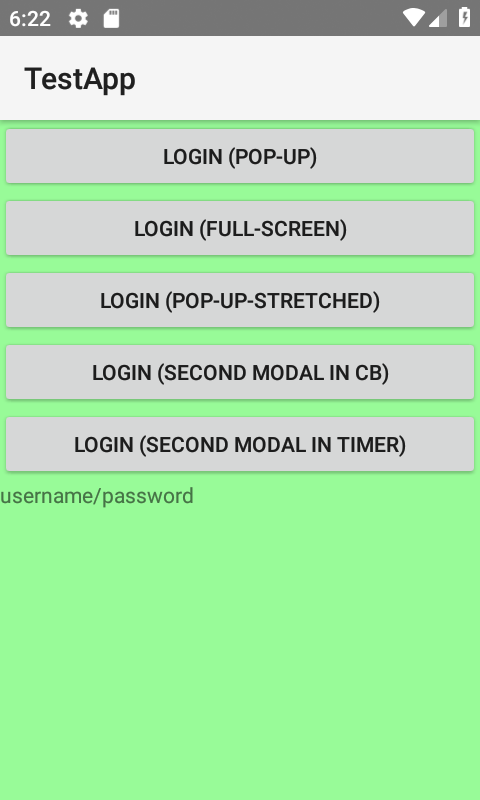 6:22
TestApp
LOGIN (POP-UP)
LOGIN (FULL-SCREEN)
LOGIN (POP-UP-STRETCHED)
LOGIN (SECOND MODAL IN CB)
LOGIN (SECOND MODAL IN TIMER)
username/password